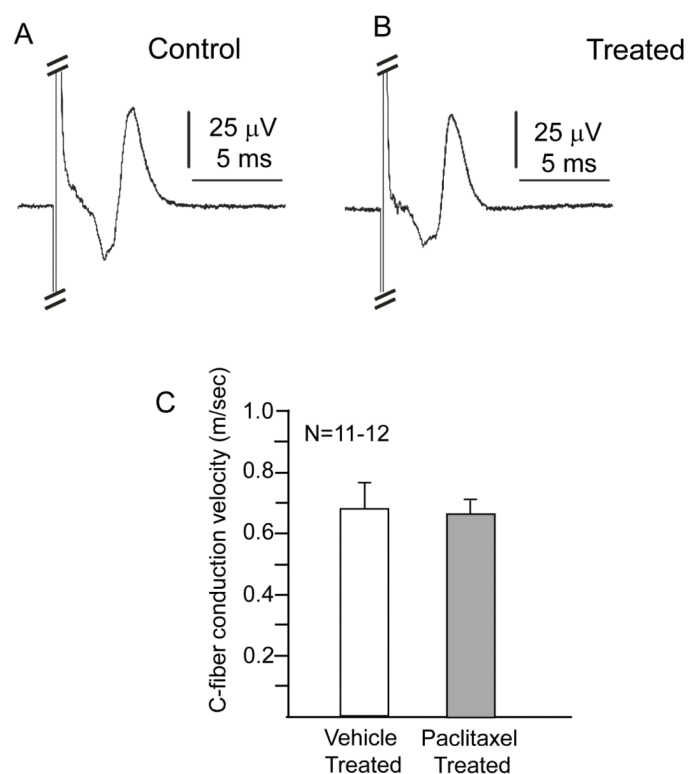 A
Control
B
Treated
25 μV
5 ms
25 μV
5 ms
C
C-fiber conduction velocity (m/sec)
1.0
0.8
0.6
0.4
0.2
N=11-12
Vehicle
Treated
Paclitaxel
Treated